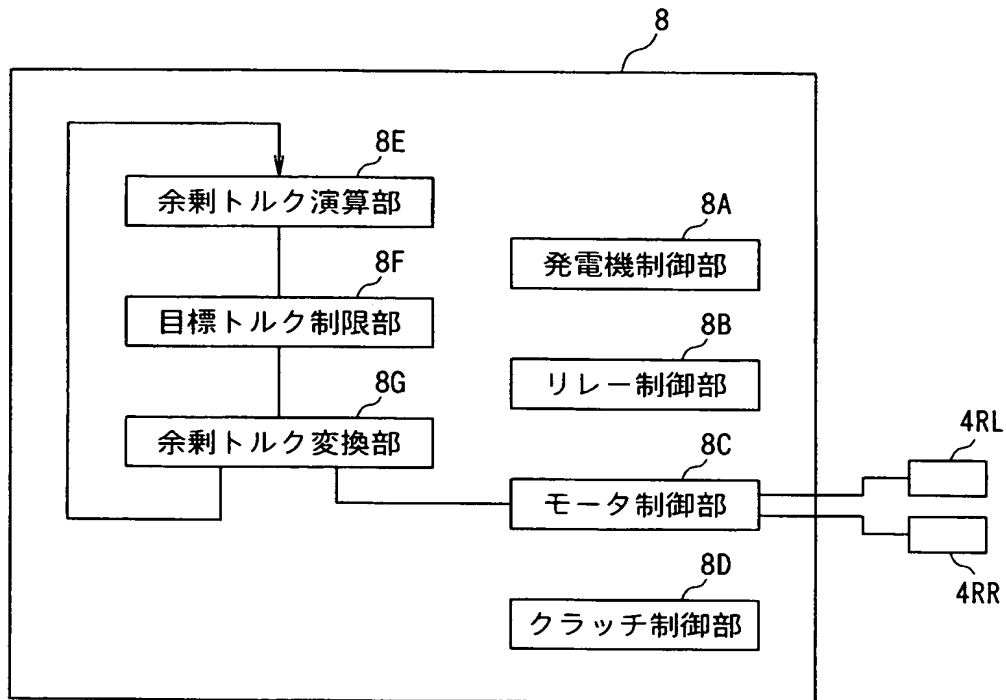 8
8E
余剰トルク演算部
8F
目標トルク制限部
8G
余剰トルク変換部
8A
発電機制御部
8B
リレー制御部
8C
モータ制御部
8D
クラッチ制御部
4RL
4RR